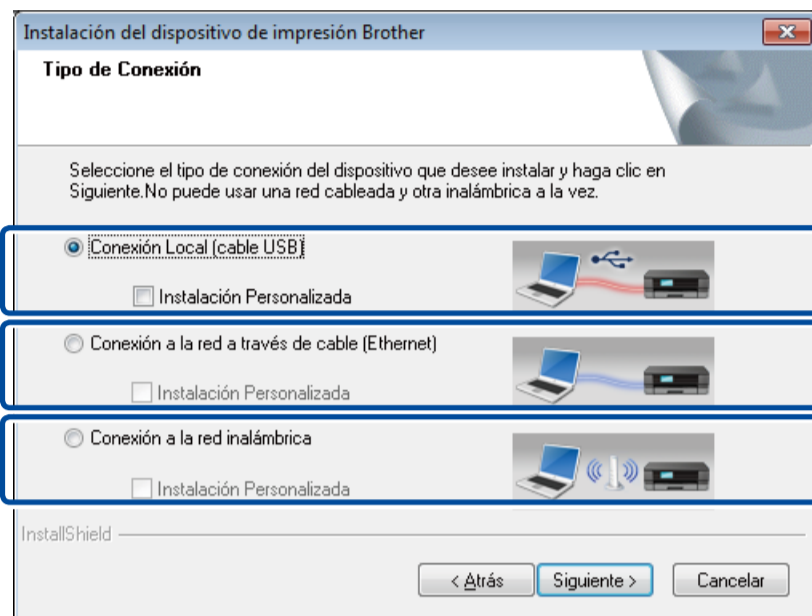 Instalación del dispositivo de impresión Brother
Tipo de Conexión
Seleccione el tipo de conexión del dispositivo que desee instalar y haga clic en
Siguiente.No puede usar una red cableada y otra inalámbrica a la vez.
Conexión Local (cable USB)
Instalación Personalizada
Conexión a la red a través de cable (Ethernet)
Instalación Personalizada
Conexión a la red inalámbrica
Instalación Personalizada
InstallShield
< Atrás Siguiente > Cancelar